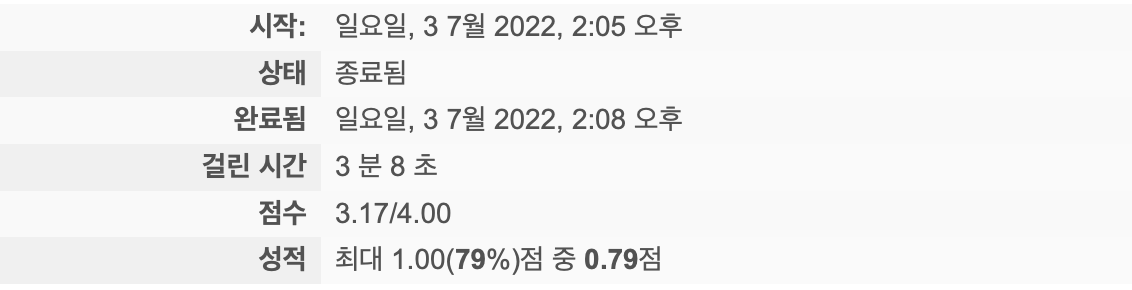 시작: 일요일, 3 7월 2022, 2:05 오후
상태 종료됨
완료됨 일요일, 3 7월 2022, 2:08 오후
걸린 시간 3 분 8 초
점수 3.17/4.00
성적 최대 1.00(79%)점 중 0.79점